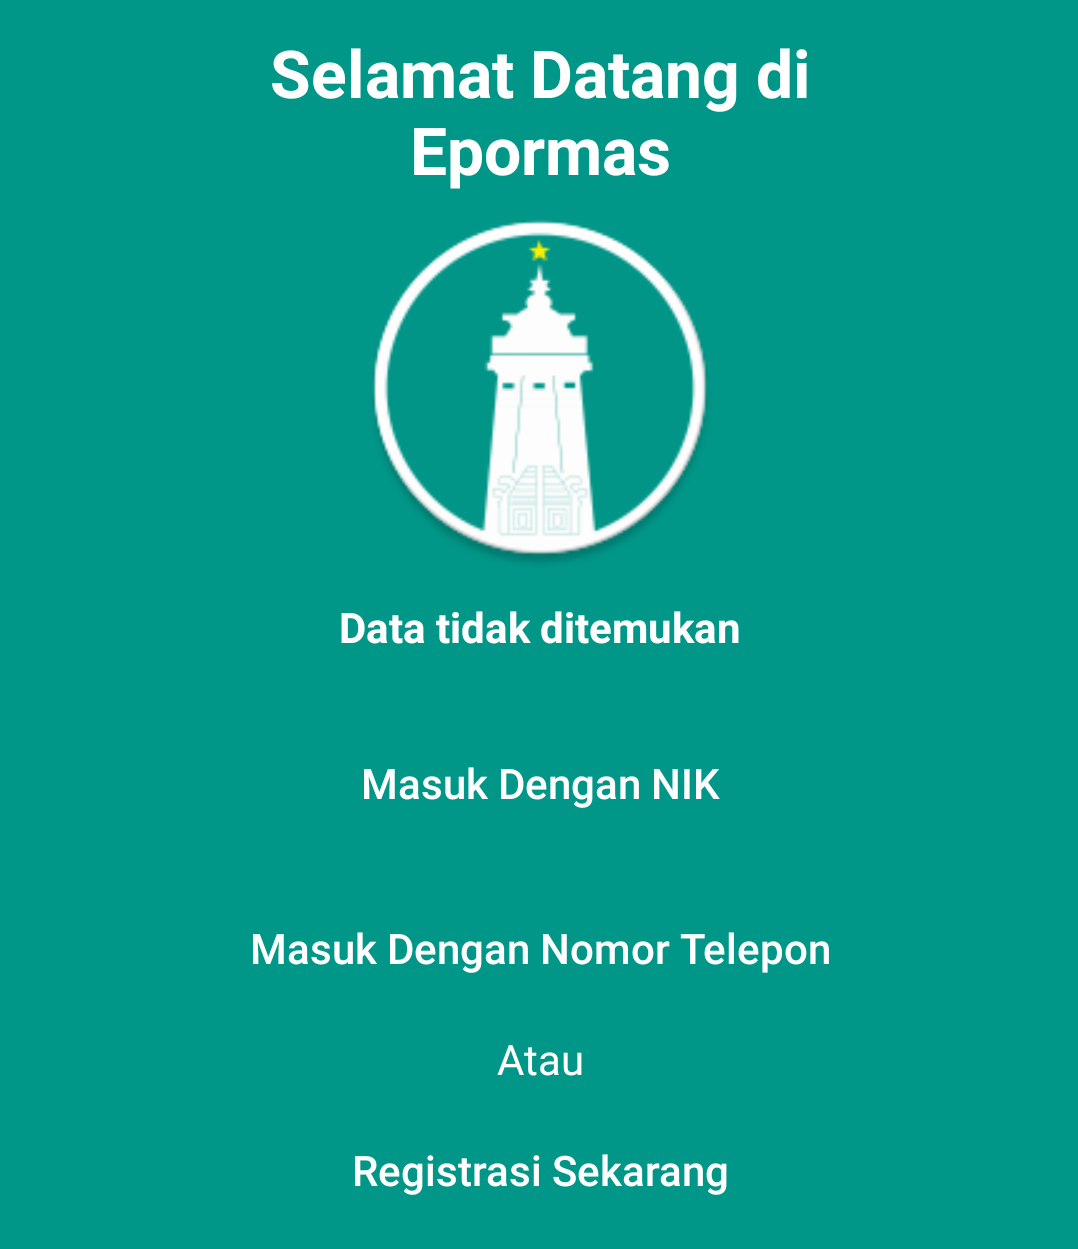 Selamat Datang di
Epormas
Data tidak ditemukan
Masuk Dengan NIK
Masuk Dengan Nomor Telepon
Atau
Registrasi Sekarang